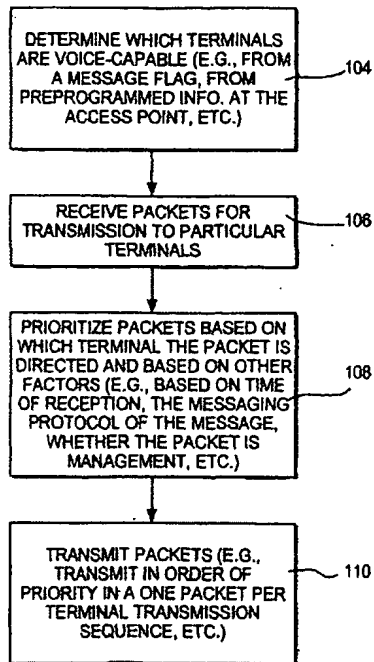 DETERMINE WHICH TERMINALS
ARE VOICE-CAPABLE (E.G., FROM
A MESSAGE FLAG, FROM
PREPROGRAMMED INFO. AT THE
ACCESS POINT, ETC.)
104
RECEIVE PACKETS FOR
TRANSMISSION TO PARTICULAR
TERMINALS
106
PRIORITIZE PACKETS BASED ON
WHICH TERMINAL THE PACKET IS
DIRECTED AND BASED ON OTHER
FACTORS (E.G., BASED ON TIME
OF RECEPTION, THE MESSAGING
PROTOCOL OF THE MESSAGE,
WHETHER THE PACKET IS
MANAGEMENT, ETC.)
108
TRANSMIT PACKETS (E.G.,
TRANSMIT IN ORDER OF
PRIORITY IN A ONE PACKET PER
TERMINAL TRANSMISSION
SEQUENCE, ETC.)
110